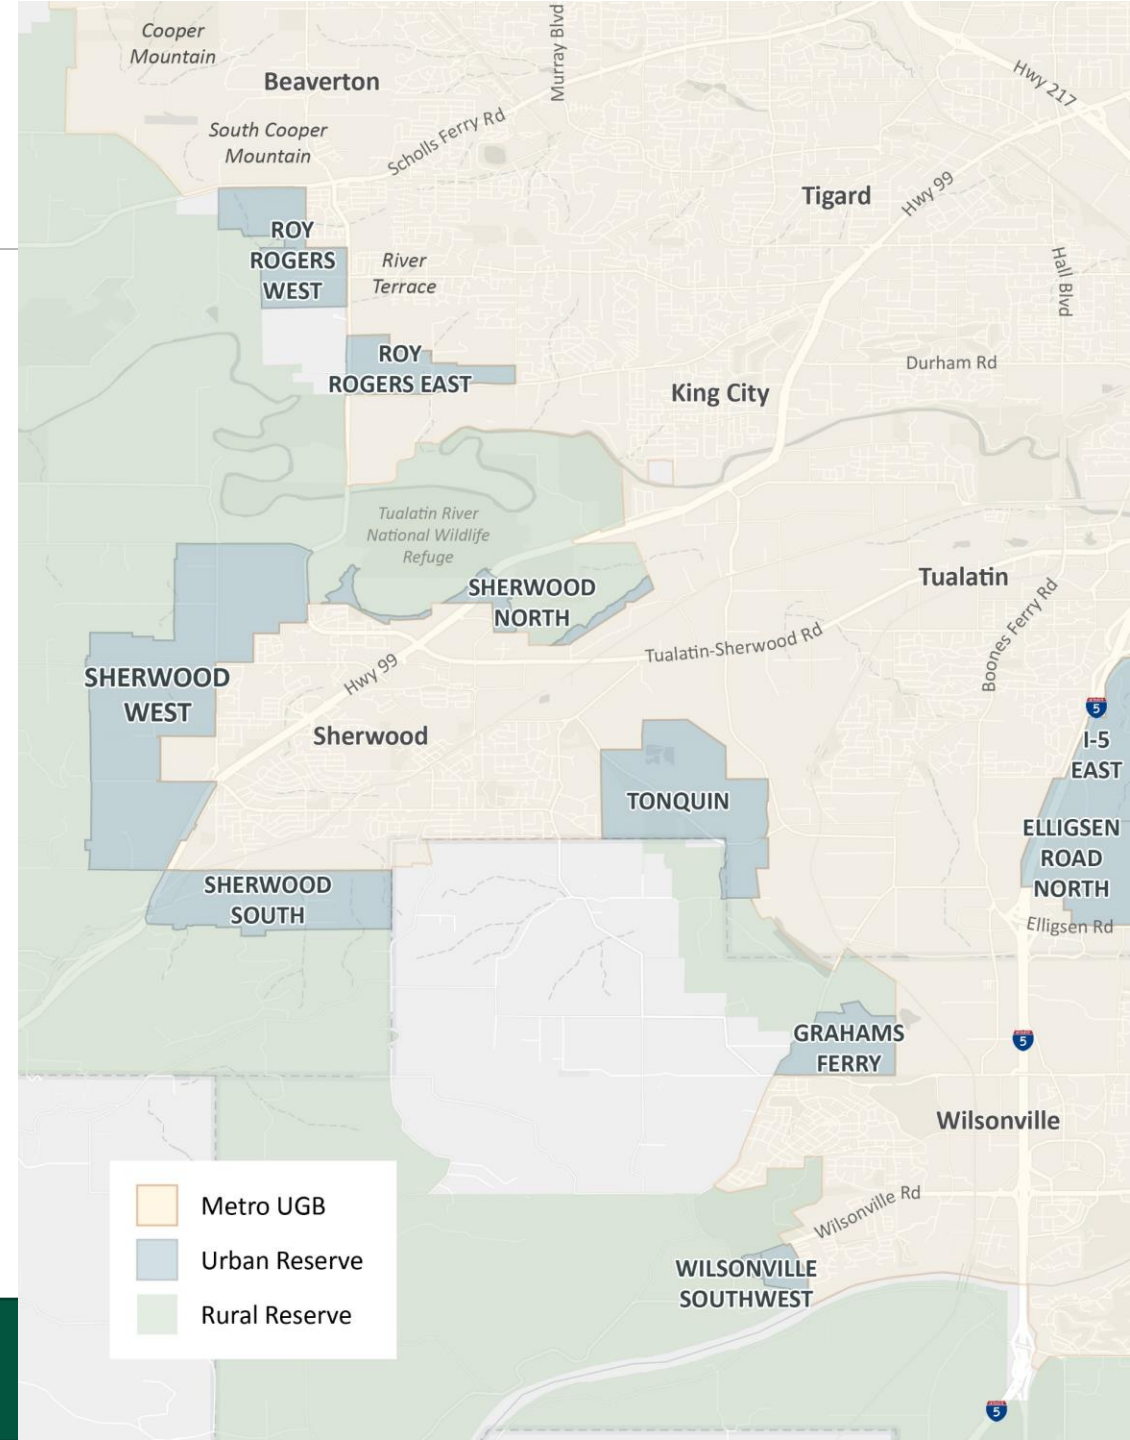 Cooper
Mountain
Murray Blvd
Beaverton
Hwy 217
South Cooper
Mountain
Scholls Ferry Rd
Tigard
Hwy 99
ROY
ROGERS
WEST
River
Terrace
Hall Blvd
ROY
ROGERS EAST
Durham Rd
King City
Tualatin River
National Wildlife
Refuge
SHERWOOD
NORTH
Tualatin
Boones Ferry Rd
Tualatin-Sherwood Rd
Hwy 99
SHERWOOD
WEST
Sherwood
5
I-5
EAST
TONQUIN
ELLIGSEN
ROAD
NORTH
SHERWOOD
SOUTH
Elligsen Rd
GRAHAMS
FERRY
5
Wilsonville
Wilsonville Rd
WILSONVILLE
SOUTHWEST
Metro UGB
Urban Reserve
Rural Reserve
5